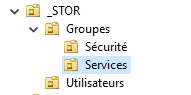 _STOR
Groupes
Sécurité
Services
Utilisateurs